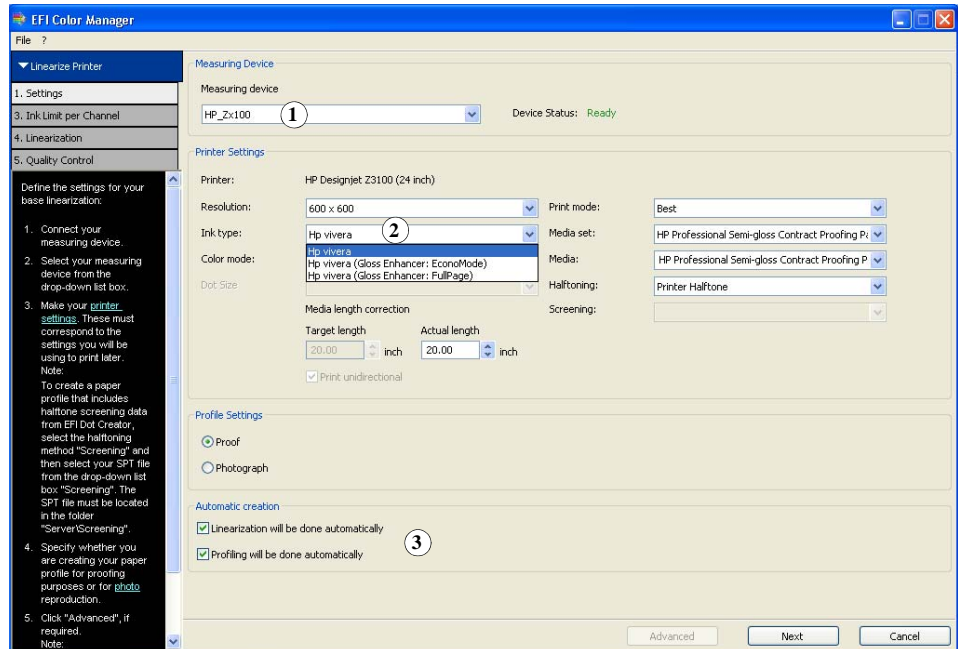 EFI Color Manager
File ?
Linearize Printer
1. Settings
3. Ink Limit per Channel
4. Linearization
5. Quality Control
Define the settings for your
base linearization:
1. Connect your
measuring device.
2. Select your measuring
device from the
drop-down list box.
3. Make your printer
settings. These must
correspond to the
settings you will be
using to print later.
Note:
To create a paper
profile that includes
halftone screening data
from EFI Dot Creator,
select the halftoning
method "Screening" and
then select your SPT file
from the drop-down list
box "Screening". The
SPT file must be located
in the folder
"Server\Screening".
4. Specify whether you
are creating your paper
profile for proofing
purposes or for photo
reproduction.
5. Click "Advanced", if
required.
Note:
Measuring Device
Measuring device
HP_Zx100
1
Device Status: Ready
Printer Settings
Printer: HP Designjet Z3100 (24 inch)
Resolution: 600 x 600
Print mode: Best
Ink type: Hp vivera
2
Media set: HP Professional Semi-gloss Contract Proofing Pa
Hp vivera
Hp vivera (Gloss Enhancer: EconoMode)
Hp vivera (Gloss Enhancer: FullPage)
Color mode:
Media: HP Professional Semi-gloss Contract Proofing P
Dot Size
Halftoning: Printer Halftone
Media length correction
Screening:
Target length Actual length
20.00 inch 20.00 inch
Print unidirectional
Profile Settings
Proof
Photograph
Automatic creation
Linearization will be done automatically
3
Profiling will be done automatically
Advanced Next Cancel